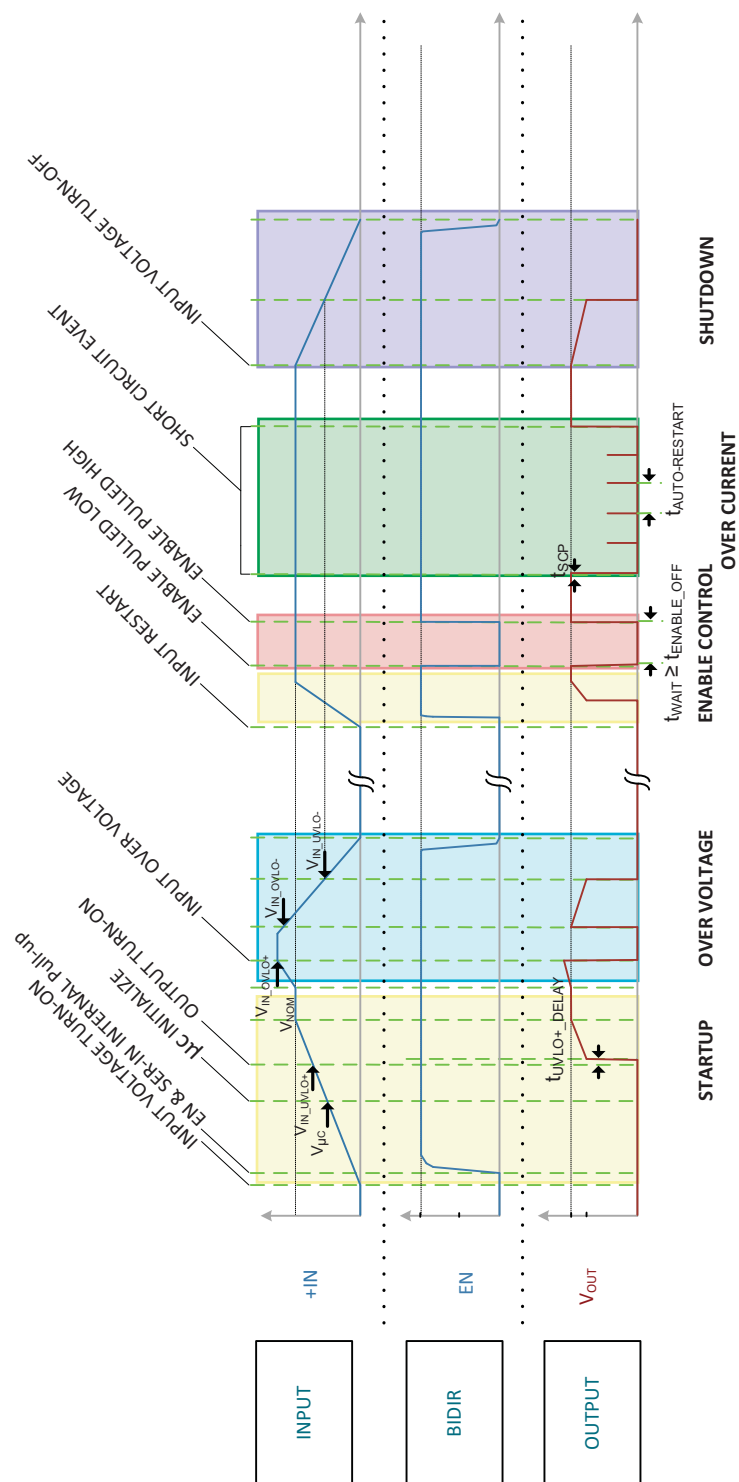 INPUT VOLTAGE TURN-ON
EN & SER-IN INTERNAL Pull-up
µC INITIALIZE
OUTPUT TURN-ON
INPUT OVER VOLTAGE
INPUT RESTART
ENABLE PULLED LOW
ENABLE PULLED HIGH
SHORT CIRCUIT EVENT
INPUT VOLTAGE TURN-OFF
INPUT
+IN
VµC
VIN_UVLO+
VNOM
VIN_OVLO+
VIN_OVLO-
VIN_UVLO-
BIDIR
EN
OUTPUT
VOUT
tUVLO+_DELAY
tWAIT ≥ tENABLE_OFF
tSCP
tAUTO-RESTART
STARTUP
OVER VOLTAGE
ENABLE CONTROL
OVER CURRENT
SHUTDOWN